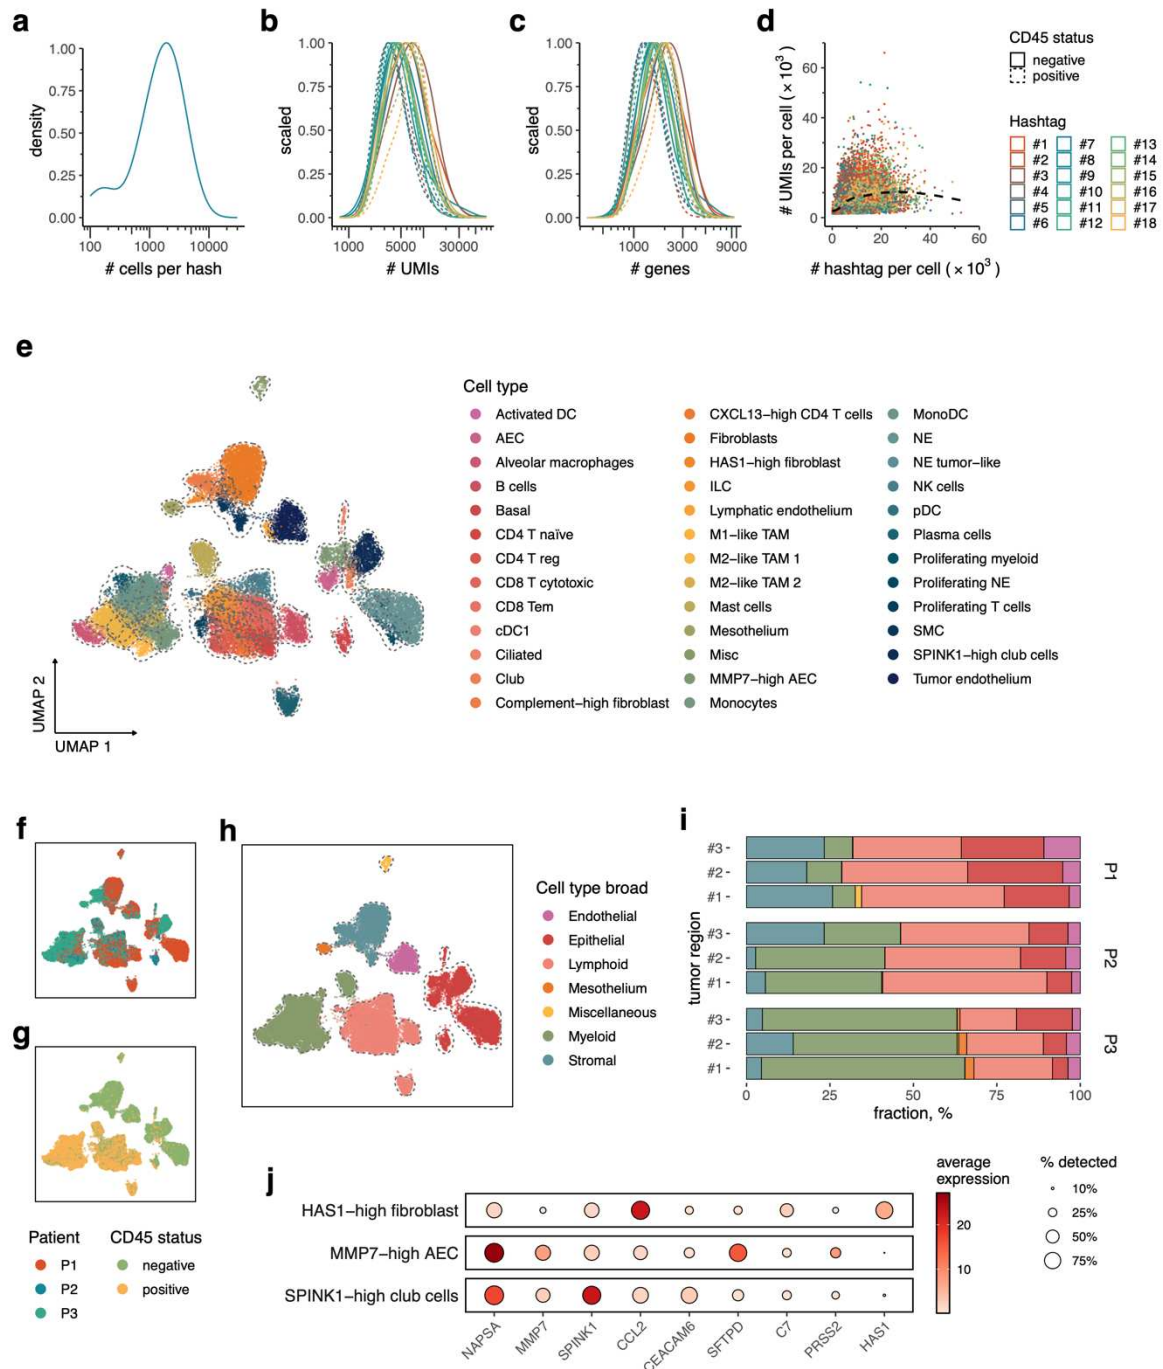 a
b
c
d
density
1.00
0.75
0.50
0.25
0.00
100
1000
10000
# cells per hash
scaled
1.00
0.75
0.50
0.25
0.00
1000
5000
30000
# UMIs
scaled
1.00
0.75
0.50
0.25
0.00
1000
3000
9000
# genes
# UMIs per cell (×10³)
60
40
20
0
0
20
40
60
# hashtag per cell (×10³)
CD45 status
negative
positive
Hashtag
#1 #7 #13
#2 #8 #14
#3 #9 #15
#4 #10 #16
#5 #11 #17
#6 #12 #18
e
UMAP 2
UMAP 1
Cell type
Activated DC
AEC
Alveolar macrophages
B cells
Basal
CD4 T naïve
CD4 T reg
CD8 T cytotoxic
CD8 Tem
cDC1
Ciliated
Club
Complement−high fibroblast
CXCL13−high CD4 T cells
Fibroblasts
HAS1−high fibroblast
ILC
Lymphatic endothelium
M1−like TAM
M2−like TAM 1
M2−like TAM 2
Mast cells
Mesothelium
Misc
MMP7−high AEC
Monocytes
MonoDC
NE
NE tumor−like
NK cells
pDC
Plasma cells
Proliferating myeloid
Proliferating NE
Proliferating T cells
SMC
SPINK1−high club cells
Tumor endothelium
f
g
Patient
P1
P2
P3
CD45 status
negative
positive
h
Cell type broad
Endothelial
Epithelial
Lymphoid
Mesothelium
Miscellaneous
Myeloid
Stromal
i
tumor region
#3
#2
#1
P1
#3
#2
#1
P2
#3
#2
#1
P3
0
25
50
75
100
fraction, %
j
HAS1−high fibroblast
MMP7−high AEC
SPINK1−high club cells
NAPSA
MMP7
SPINK1
CCL2
CEACAM6
SFTPD
C7
PRSS2
HAS1
average
expression
20
10
% detected
10%
25%
50%
75%